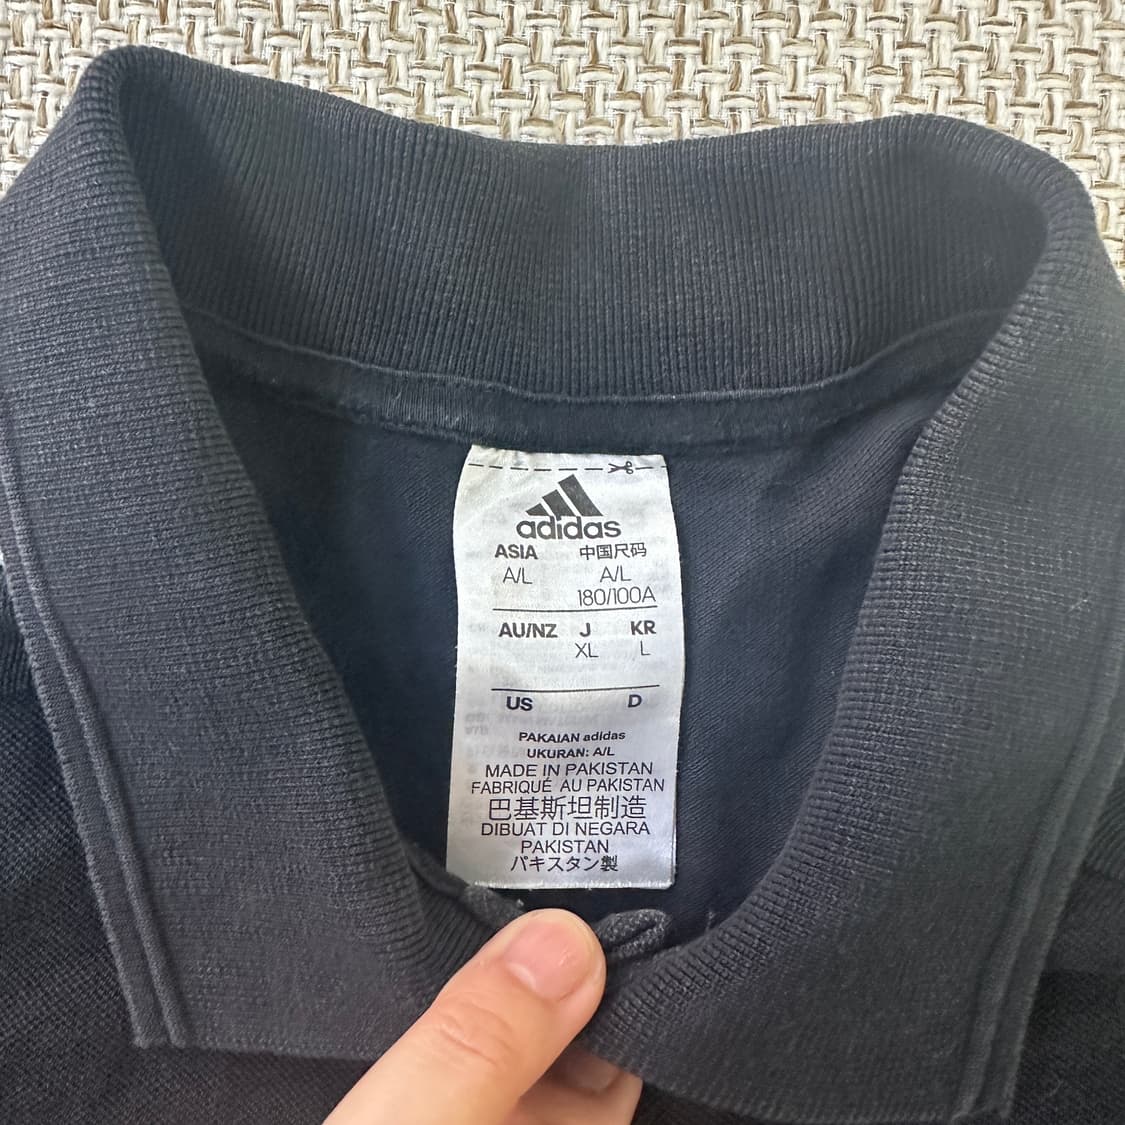 adidas
ASIA 中国尺码
A/L A/L
180/100A
AU/NZ J KR
XL L
US D
PAKAIAN adidas
UKURAN: A/L
MADE IN PAKISTAN
FABRIQUÉ AU PAKISTAN
巴基斯坦制造
DIBUAT DI NEGARA
PAKISTAN
パキスタン製